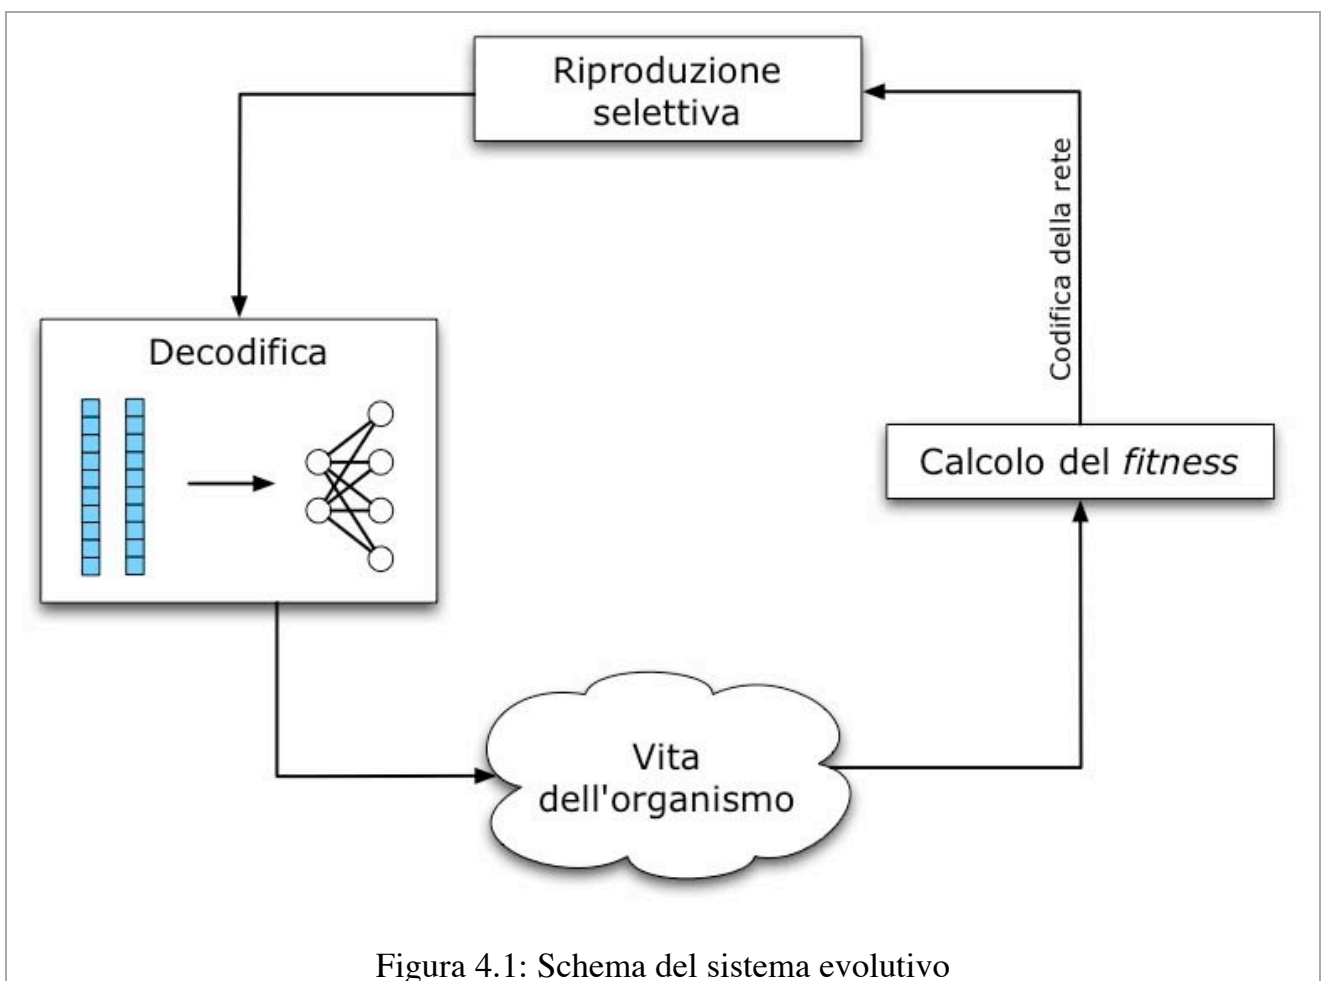 Riproduzione
selettiva
Codifica della rete
Decodifica
Calcolo del fitness
Vita
dell'organismo
Figura 4.1: Schema del sistema evolutivo